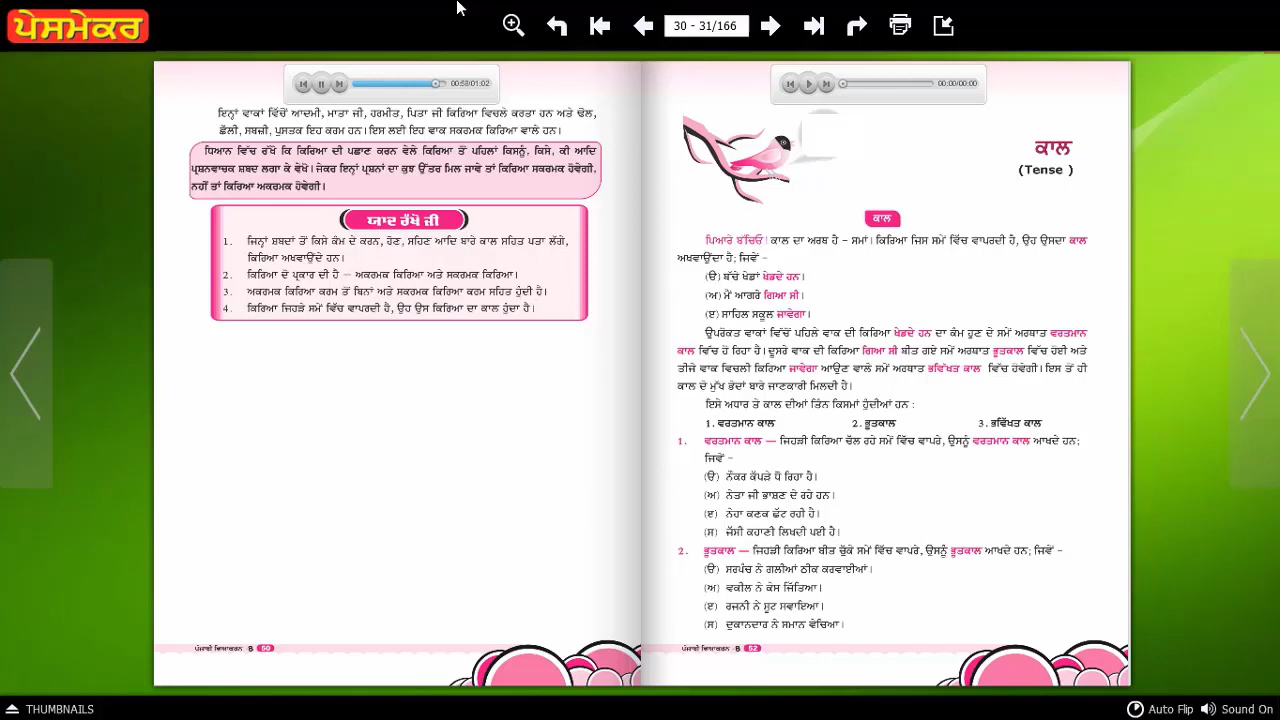 ਪੇਸਮੇਕਰ
30 - 31/166
00:58/01:02
ਇਨ੍ਹਾਂ ਵਾਕਾਂ ਵਿੱਚੋਂ ਆਦਮੀ, ਮਾਤਾ ਜੀ, ਹਰਮੀਤ, ਪਿਤਾ ਜੀ ਕਿਰਿਆ ਵਿਚਲੇ ਕਰਤਾ ਹਨ ਅਤੇ ਢੋਲ,
ਛੱਲੀ, ਸਬਜ਼ੀ, ਪੁਸਤਕ ਇਹ ਕਰਮ ਹਨ। ਇਸ ਲਈ ਇਹ ਵਾਕ ਸਕਰਮਕ ਕਿਰਿਆ ਵਾਲੇ ਹਨ।
ਧਿਆਨ ਵਿੱਚ ਰੱਖੋ ਕਿ ਕਿਰਿਆ ਦੀ ਪਛਾਣ ਕਰਨ ਵੇਲੇ ਕਿਰਿਆ ਤੋਂ ਪਹਿਲਾਂ ਕਿਸਨੂੰ, ਕਿਸੇ, ਕੀ ਆਦਿ
ਪ੍ਰਸ਼ਨਵਾਚਕ ਸ਼ਬਦ ਲਗਾ ਕੇ ਵੇਖੋ। ਜੇਕਰ ਇਨ੍ਹਾਂ ਪ੍ਰਸ਼ਨਾਂ ਦਾ ਕੁਝ ਉੱਤਰ ਮਿਲ ਜਾਵੇ ਤਾਂ ਕਿਰਿਆ ਸਕਰਮਕ ਹੋਵੇਗੀ,
ਨਹੀਂ ਤਾਂ ਕਿਰਿਆ ਅਕਰਮਕ ਹੋਵੇਗੀ।
ਯਾਦ ਰੱਖੋ ਜੀ
1. ਜਿਨ੍ਹਾਂ ਸ਼ਬਦਾਂ ਤੋਂ ਕਿਸੇ ਕੰਮ ਦੇ ਕਰਨ, ਹੋਣ, ਸਹਿਣ ਆਦਿ ਬਾਰੇ ਕਾਲ ਸਹਿਤ ਪਤਾ ਲੱਗੇ,
ਕਿਰਿਆ ਅਖਵਾਉਂਦੇ ਹਨ।
2. ਕਿਰਿਆ ਦੋ ਪ੍ਰਕਾਰ ਦੀ ਹੈ — ਅਕਰਮਕ ਕਿਰਿਆ ਅਤੇ ਸਕਰਮਕ ਕਿਰਿਆ।
3. ਅਕਰਮਕ ਕਿਰਿਆ ਕਰਮ ਤੋਂ ਬਿਨਾਂ ਅਤੇ ਸਕਰਮਕ ਕਿਰਿਆ ਕਰਮ ਸਹਿਤ ਹੁੰਦੀ ਹੈ।
4. ਕਿਰਿਆ ਜਿਹੜੇ ਸਮੇਂ ਵਿੱਚ ਵਾਪਰਦੀ ਹੈ, ਉਹ ਉਸ ਕਿਰਿਆ ਦਾ ਕਾਲ ਹੁੰਦਾ ਹੈ।
ਪੰਜਾਬੀ ਵਿਆਕਰਨ - 8 50
00:00/00:00
ਕਾਲ
(Tense )
ਕਾਲ
ਪਿਆਰੇ ਬੱਚਿਓ! ਕਾਲ ਦਾ ਅਰਥ ਹੈ – ਸਮਾਂ। ਕਿਰਿਆ ਜਿਸ ਸਮੇਂ ਵਿੱਚ ਵਾਪਰਦੀ ਹੈ, ਉਹ ਉਸਦਾ ਕਾਲ
ਅਖਵਾਉਂਦਾ ਹੈ; ਜਿਵੇਂ –
(ੳ) ਬੱਚੇ ਖੇਡਾਂ ਖੇਡਦੇ ਹਨ।
(ਅ) ਮੈਂ ਆਗਰੇ ਗਿਆ ਸੀ।
(ੲ) ਸਾਹਿਲ ਸਕੂਲ ਜਾਵੇਗਾ।
ਉਪਰੋਕਤ ਵਾਕਾਂ ਵਿੱਚੋਂ ਪਹਿਲੇ ਵਾਕ ਦੀ ਕਿਰਿਆ ਖੇਡਦੇ ਹਨ ਦਾ ਕੰਮ ਹੁਣ ਦੇ ਸਮੇਂ ਅਰਥਾਤ ਵਰਤਮਾਨ
ਕਾਲ ਵਿੱਚ ਹੋ ਰਿਹਾ ਹੈ। ਦੂਸਰੇ ਵਾਕ ਦੀ ਕਿਰਿਆ ਗਿਆ ਸੀ ਬੀਤ ਗਏ ਸਮੇਂ ਅਰਥਾਤ ਭੂਤਕਾਲ ਵਿੱਚ ਹੋਈ ਅਤੇ
ਤੀਜੇ ਵਾਕ ਵਿਚਲੀ ਕਿਰਿਆ ਜਾਵੇਗਾ ਆਉਣ ਵਾਲੇ ਸਮੇਂ ਅਰਥਾਤ ਭਵਿੱਖਤ ਕਾਲ ਵਿੱਚ ਹੋਵੇਗੀ। ਇਸ ਤੋਂ ਹੀ
ਕਾਲ ਦੇ ਮੁੱਖ ਭੇਦਾਂ ਬਾਰੇ ਜਾਣਕਾਰੀ ਮਿਲਦੀ ਹੈ।
ਇਸੇ ਅਧਾਰ ਤੇ ਕਾਲ ਦੀਆਂ ਤਿੰਨ ਕਿਸਮਾਂ ਹੁੰਦੀਆਂ ਹਨ :
1. ਵਰਤਮਾਨ ਕਾਲ 2. ਭੂਤਕਾਲ 3. ਭਵਿੱਖਤ ਕਾਲ
1. ਵਰਤਮਾਨ ਕਾਲ — ਜਿਹੜੀ ਕਿਰਿਆ ਚੱਲ ਰਹੇ ਸਮੇਂ ਵਿੱਚ ਵਾਪਰੇ, ਉਸਨੂੰ ਵਰਤਮਾਨ ਕਾਲ ਆਖਦੇ ਹਨ;
ਜਿਵੇਂ –
(ੳ) ਨੌਕਰ ਕੱਪੜੇ ਧੋ ਰਿਹਾ ਹੈ।
(ਅ) ਨੇਤਾ ਜੀ ਭਾਸ਼ਣ ਦੇ ਰਹੇ ਹਨ।
(ੲ) ਨੇਹਾ ਕਣਕ ਛੱਟ ਰਹੀ ਹੈ।
(ਸ) ਜੱਸੀ ਕਹਾਣੀ ਲਿਖਦੀ ਪਈ ਹੈ।
2. ਭੂਤਕਾਲ — ਜਿਹੜੀ ਕਿਰਿਆ ਬੀਤ ਚੁੱਕੇ ਸਮੇਂ ਵਿੱਚ ਵਾਪਰੇ, ਉਸਨੂੰ ਭੂਤਕਾਲ ਆਖਦੇ ਹਨ; ਜਿਵੇਂ –
(ੳ) ਸਰਪੰਚ ਨੇ ਗਲੀਆਂ ਠੀਕ ਕਰਵਾਈਆਂ।
(ਅ) ਵਕੀਲ ਨੇ ਕੇਸ ਜਿੱਤਿਆ।
(ੲ) ਰਜਨੀ ਨੇ ਸੂਟ ਸਵਾਇਆ।
(ਸ) ਦੁਕਾਨਦਾਰ ਨੇ ਸਮਾਨ ਵੇਚਿਆ।
ਪੰਜਾਬੀ ਵਿਆਕਰਨ - 8 52
THUMBNAILS
Auto Flip
Sound On